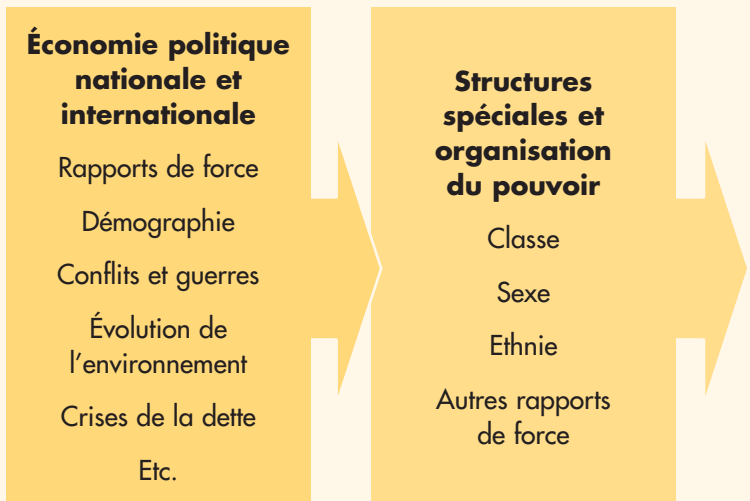 Économie politique
nationale et
internationale
Rapports de force
Démographie
Conflits et guerres
Évolution de
l'environnement
Crises de la dette
Etc.
Structures
spéciales et
organisation
du pouvoir
Classe
Sexe
Ethnie
Autres rapports
de force